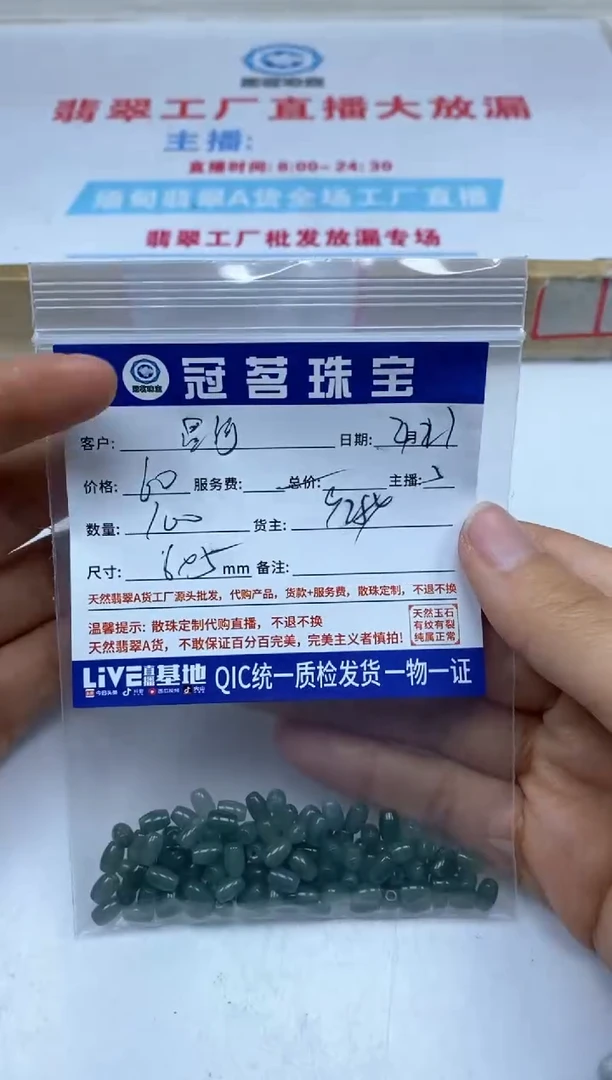 翡翠工厂直播大放漏
主播:
直播时间:8:00-24:30
缅甸翡翠A货全场工厂直播
翡翠工厂批发放漏专场
冠茗珠宝
客户: 日期:
价格: 60 服务费: 总价: 主播:
数量: 100 货主:
尺寸: mm 备注:
天然翡翠A货工厂源头批发，代购产品，货款+服务费，散珠定制，不退不换
温馨提示: 散珠定制代购直播，不退不换
天然翡翠A货，不敢保证百分百完美，完美主义者慎拍!
天然玉石
有纹有裂
纯属正常
LiVE直播基地 QIC统一质检发货一物一证
今日头条